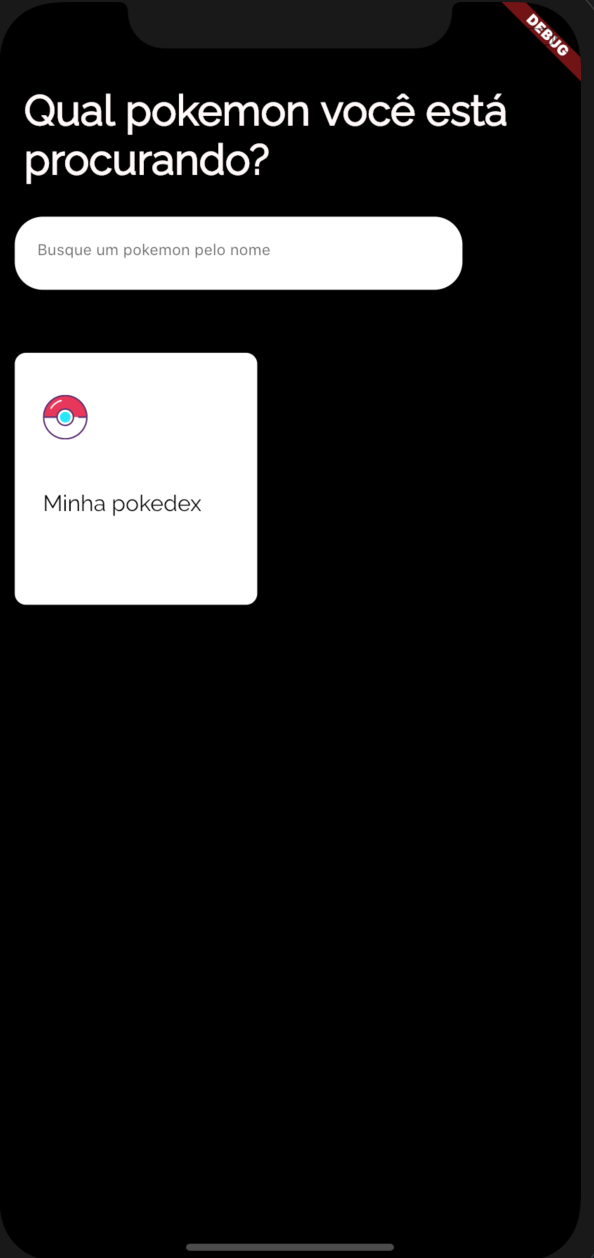 DEBUG
Qual pokemon você está
procurando?
Busque um pokemon pelo nome
Minha pokedex